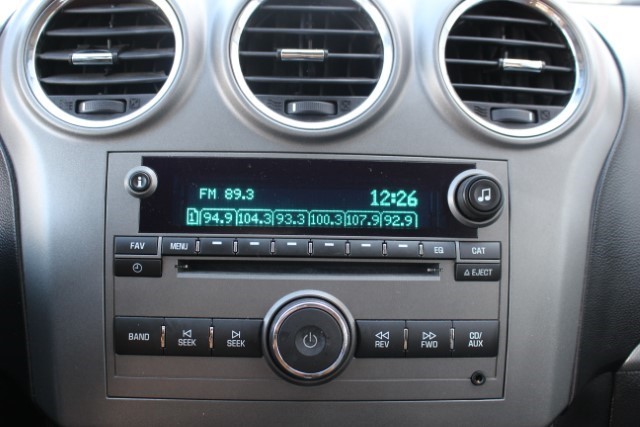 FM 89.3 12:26
1 94.9 104.3 93.3 100.3 107.9 92.9
FAV MENU EQ CAT
EJECT
BAND SEEK SEEK REV FWD CD/AUX